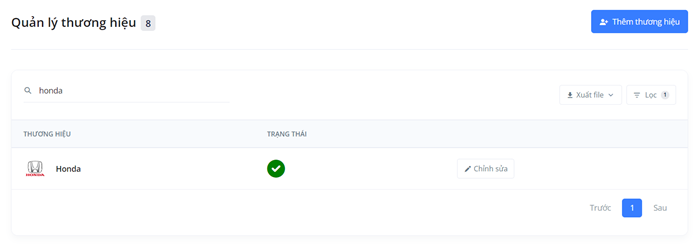 Quản lý thương hiệu 8
Thêm thương hiệu
honda
Xuất file
Lọc 1
THƯƠNG HIỆU TRẠNG THÁI
HONDA
Honda
Chỉnh sửa
Trước 1 Sau